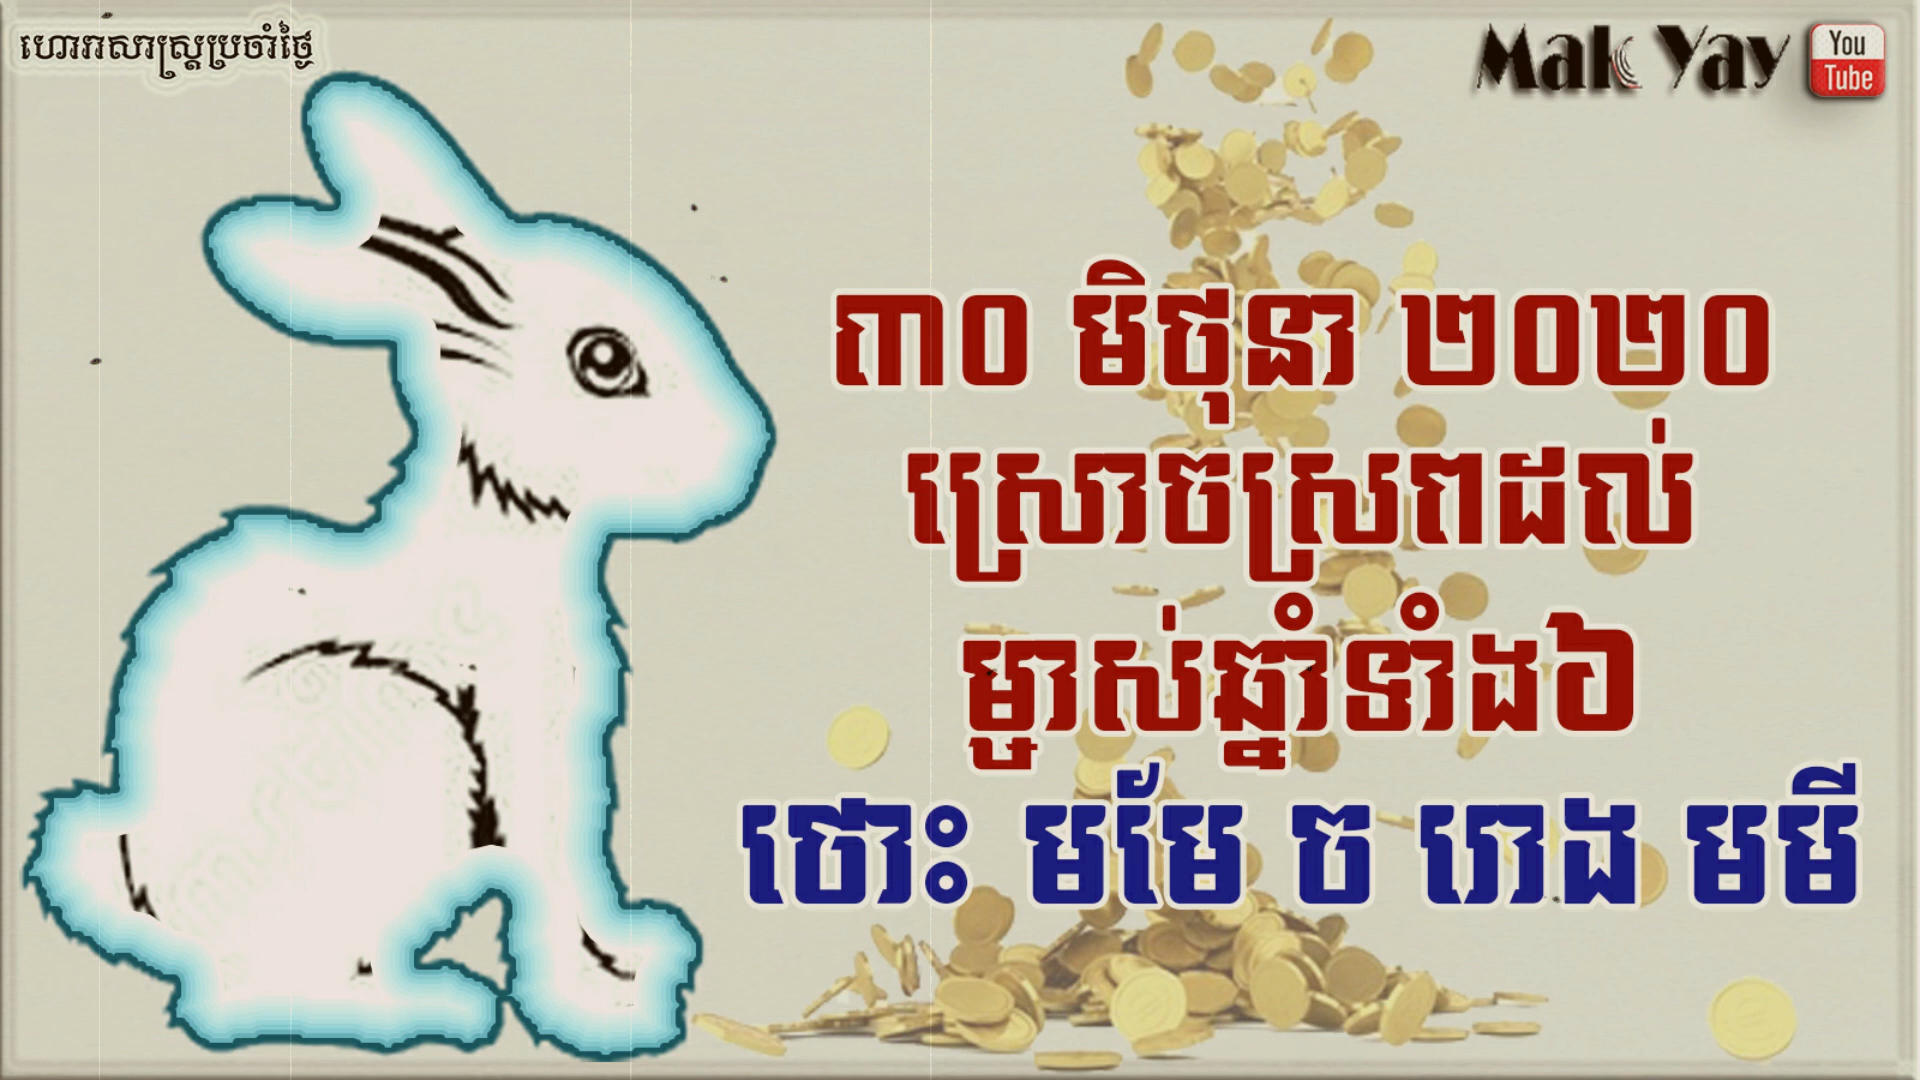 ហោរាសាស្ត្រប្រចាំថ្ងៃ
Mak Yay
You
Tube
៣០ មិថុនា ២០២០
ស្រោចស្រពដល់
ម្ចាស់ឆ្នាំទាំង៦
ថោះ មមែ ច រោង មមី